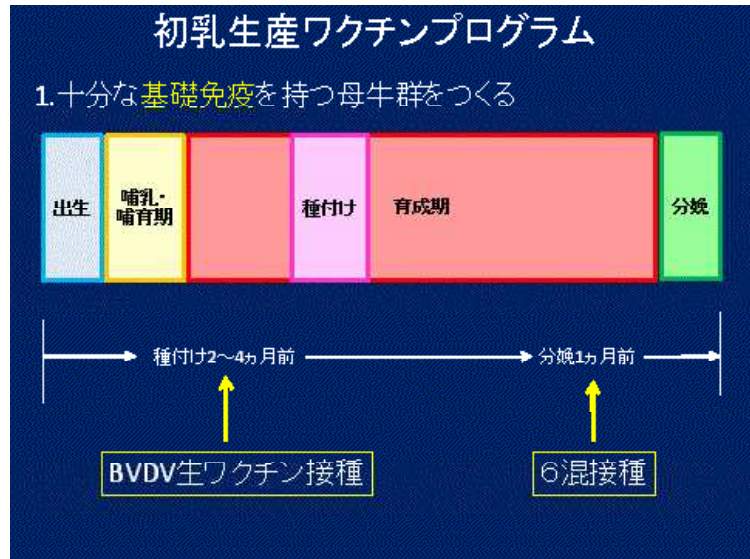 初乳生産ワクチンプログラム
1.十分な基礎免疫を持つ母牛群をつくる
出生
哺乳・
哺育期
種付け
育成期
分娩
種付け2～4ヵ月前
分娩1ヵ月前
BVDV生ワクチン接種
６混接種